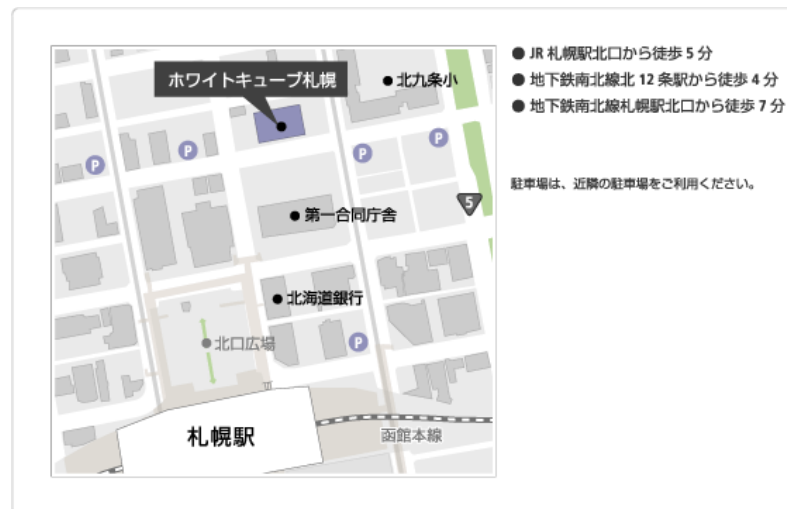 ホワイトキューブ札幌
北九条小
P
P
P
P
5
第一合同庁舎
北海道銀行
北口広場
P
札幌駅
函館本線
● JR 札幌駅北口から徒歩 5 分
● 地下鉄南北線北 12 条駅から徒歩 4 分
● 地下鉄南北線札幌駅北口から徒歩 7 分
駐車場は、近隣の駐車場をご利用ください。